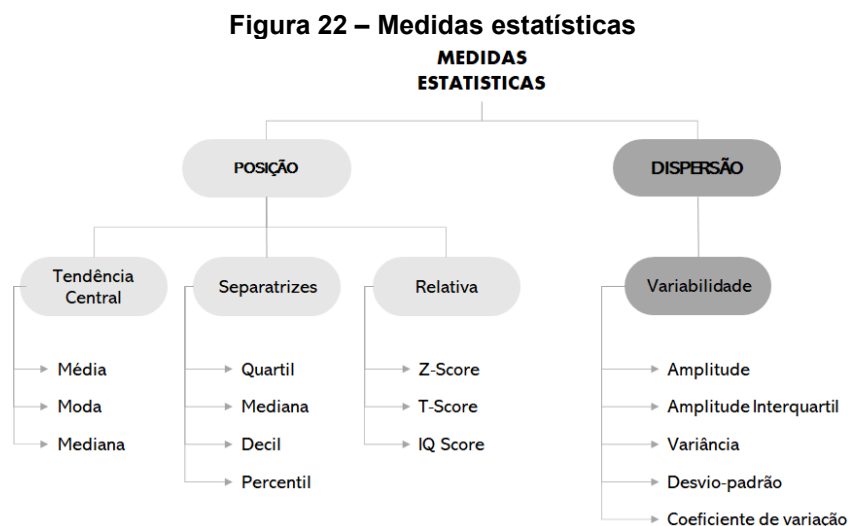 Figura 22 – Medidas estatísticas
MEDIDAS
ESTATISTICAS
POSIÇÃO
DISPERSÃO
Tendência
Central
Separatrizes
Relativa
Variabilidade
Média
Moda
Mediana
Quartil
Mediana
Decil
Percentil
Z-Score
T-Score
IQ Score
Amplitude
Amplitude Interquartil
Variância
Desvio-padrão
Coeficiente de variação